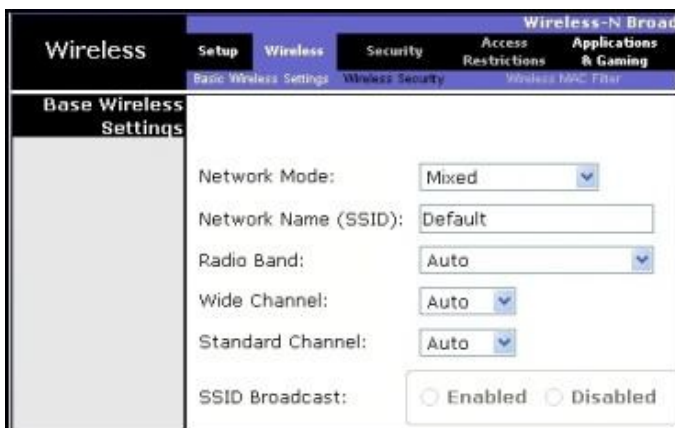 Wireless-N Broad
Wireless
Setup
Wireless
Security
Access Restrictions
Applications & Gaming
Basic Wireless Settings
Wireless Security
Wireless MAC Filter
Base Wireless Settings
Network Mode: Mixed
Network Name (SSID): Default
Radio Band: Auto
Wide Channel: Auto
Standard Channel: Auto
SSID Broadcast: Enabled Disabled